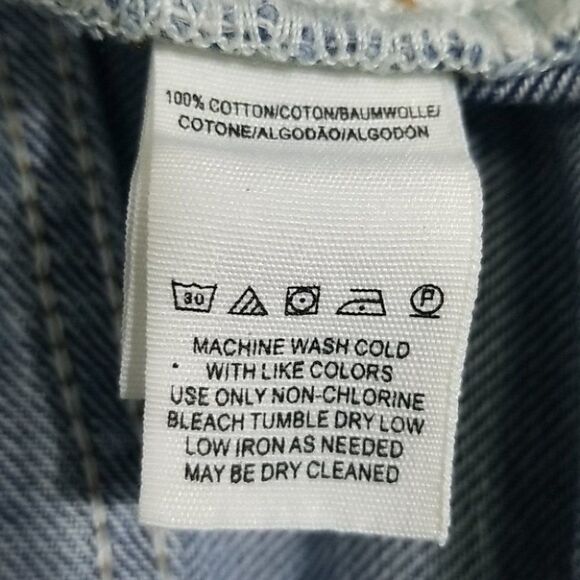 100% COTTON/COTON/BAUMWOLLE/
COTONE/ALGODÃO/ALGODÓN
30 P
MACHINE WASH COLD
WITH LIKE COLORS
USE ONLY NON-CHLORINE
BLEACH TUMBLE DRY LOW
LOW IRON AS NEEDED
MAY BE DRY CLEANED